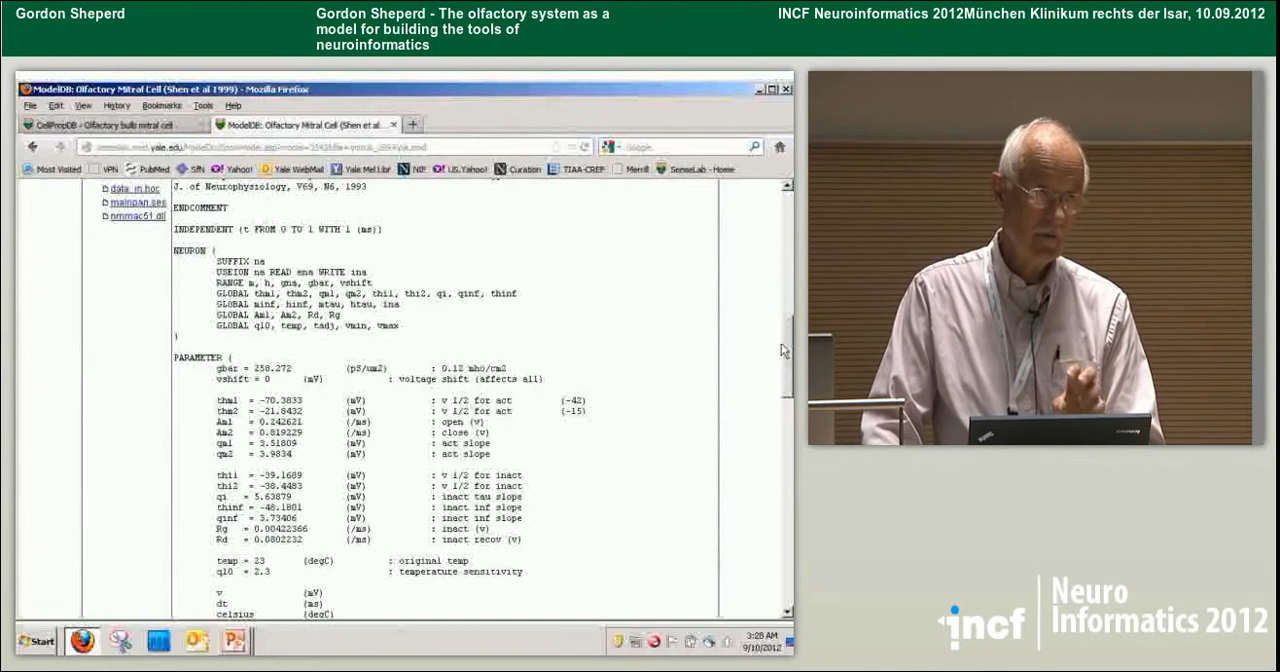 Gordon Sheperd
Gordon Sheperd - The olfactory system as a
model for building the tools of
neuroinformatics
INCF Neuroinformatics 2012München Klinikum rechts der Isar, 10.09.2012
ModelDB: Olfactory Mitral Cell (Shen et al 1999) - Mozilla Firefox
File Edit View History Bookmarks Tools Help
CellPropDB - Olfactory bulb mitral cell
ModelDB: Olfactory Mitral Cell (Shen et al...
Most Visited VPN PubMed SfN Yahoo! Yale WebMail Yale Med Libr NIF US.Yahoo! Curation TIAA-CREF Merrill SenseLab - Home
data_in.hoc
mainpan.ses
nrnmac51.dll
J. of Neurophysiology, V69, N6, 1993
ENDCOMMENT
INDEPENDENT {t FROM 0 TO 1 WITH 1 (ms)}
NEURON {
SUFFIX na
USEION na READ ena WRITE ina
RANGE m, h, gna, gbar, vshift
GLOBAL thm1, thm2, qm1, qm2, thi1, thi2, qi, qinf, thinf
GLOBAL minf, hinf, mtau, htau, ina
GLOBAL Am1, Am2, Rd, Rg
GLOBAL q10, temp, tadj, vmin, vmax
}
PARAMETER {
gbar = 258.272 (pS/um2) : 0.12 mho/cm2
vshift = 0 (mV) : voltage shift (affects all)
thm1 = -70.3833 (mV) : v 1/2 for act (-42)
thm2 = -21.8432 (mV) : v 1/2 for act (-15)
Am1 = 0.242621 (/ms) : open (v)
Am2 = 0.819229 (/ms) : close (v)
qm1 = 3.51809 (mV) : act slope
qm2 = 3.9834 (mV) : act slope
thi1 = -39.1689 (mV) : v 1/2 for inact
thi2 = -38.4483 (mV) : v 1/2 for inact
qi = 5.63879 (mV) : inact tau slope
thinf = -48.1801 (mV) : inact inf slope
qinf = 3.73406 (mV) : inact inf slope
Rg = 0.00422366 (/ms) : inact (v)
Rd = 0.0802232 (/ms) : inact recov (v)
temp = 23 (degC) : original temp
q10 = 2.3 : temperature sensitivity
v (mV)
dt (ms)
celsius (degC)
Start
3:28 AM
9/10/2012
incf
Neuro
Informatics 2012